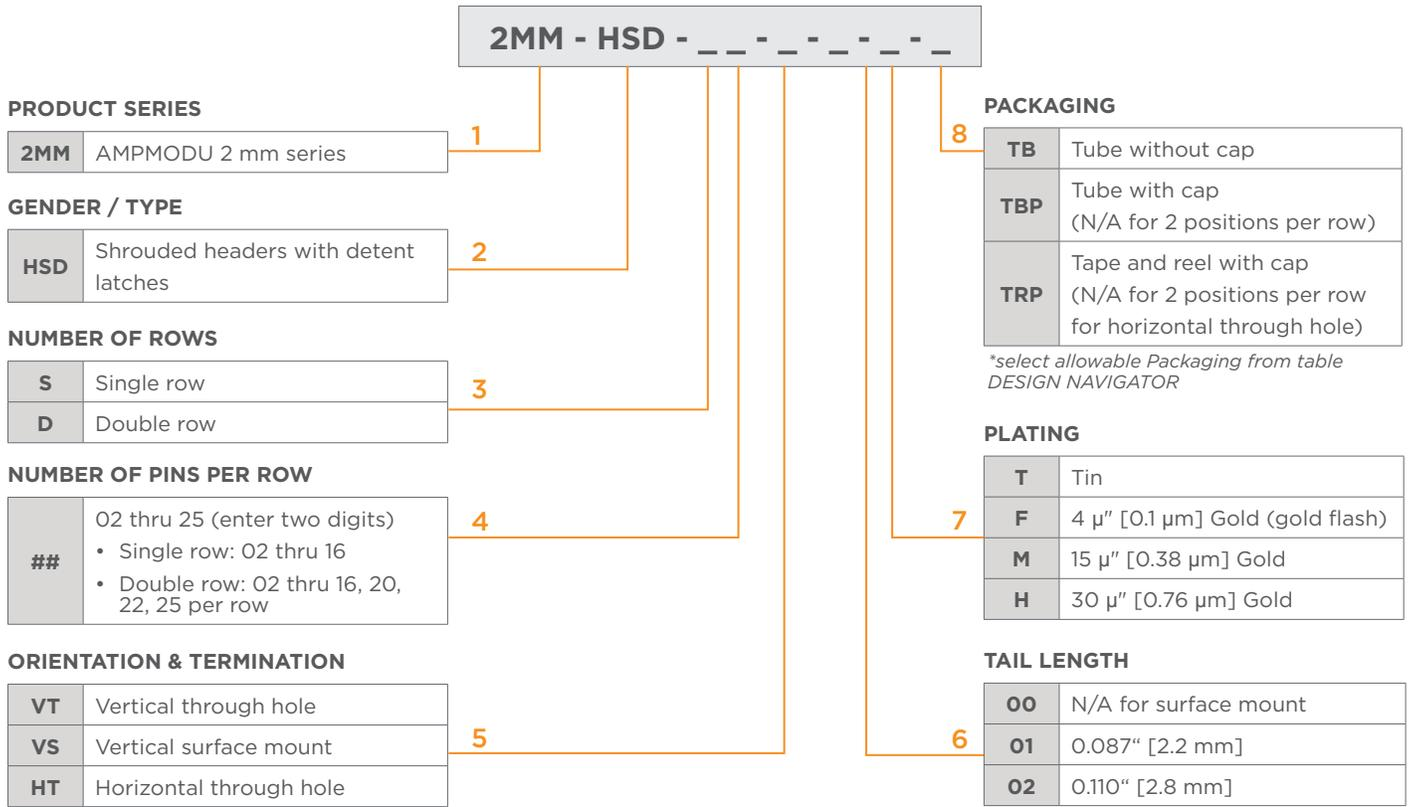 2MM - HSD - _ _ - _ - _ - _ - _
PRODUCT SERIES
1
2MM AMPMODU 2 mm series
GENDER / TYPE
2
HSD Shrouded headers with detent
latches
NUMBER OF ROWS
3
S Single row
D Double row
NUMBER OF PINS PER ROW
4
## 02 thru 25 (enter two digits)
• Single row: 02 thru 16
• Double row: 02 thru 16, 20,
22, 25 per row
ORIENTATION & TERMINATION
5
VT Vertical through hole
VS Vertical surface mount
HT Horizontal through hole
PACKAGING
8
TB Tube without cap
TBP Tube with cap
(N/A for 2 positions per row)
TRP Tape and reel with cap
(N/A for 2 positions per row
for horizontal through hole)
*select allowable Packaging from table
DESIGN NAVIGATOR
PLATING
7
T Tin
F 4 µ" [0.1 µm] Gold (gold flash)
M 15 µ" [0.38 µm] Gold
H 30 µ" [0.76 µm] Gold
TAIL LENGTH
6
00 N/A for surface mount
01 0.087“ [2.2 mm]
02 0.110“ [2.8 mm]